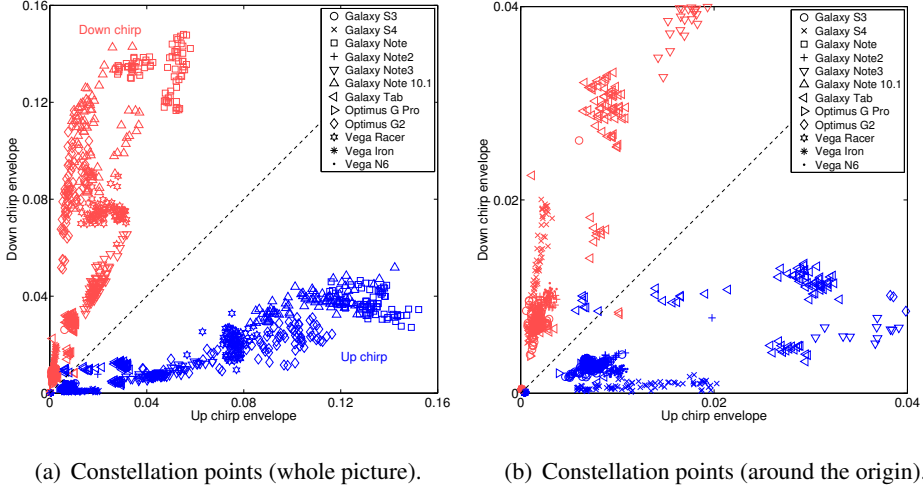 0.16
0.12
0.08
0.04
0
0
0.04
0.08
0.12
0.16
Down chirp envelope
Up chirp envelope
Down chirp
Up chirp
Galaxy S3
Galaxy S4
Galaxy Note
Galaxy Note2
Galaxy Note3
Galaxy Note 10.1
Galaxy Tab
Optimus G Pro
Optimus G2
Vega Racer
Vega Iron
Vega N6
(a) Constellation points (whole picture).
0.04
0.02
0
0
0.02
0.04
Down chirp envelope
Up chirp envelope
Galaxy S3
Galaxy S4
Galaxy Note
Galaxy Note2
Galaxy Note3
Galaxy Note 10.1
Galaxy Tab
Optimus G Pro
Optimus G2
Vega Racer
Vega Iron
Vega N6
(b) Constellation points (around the origin).